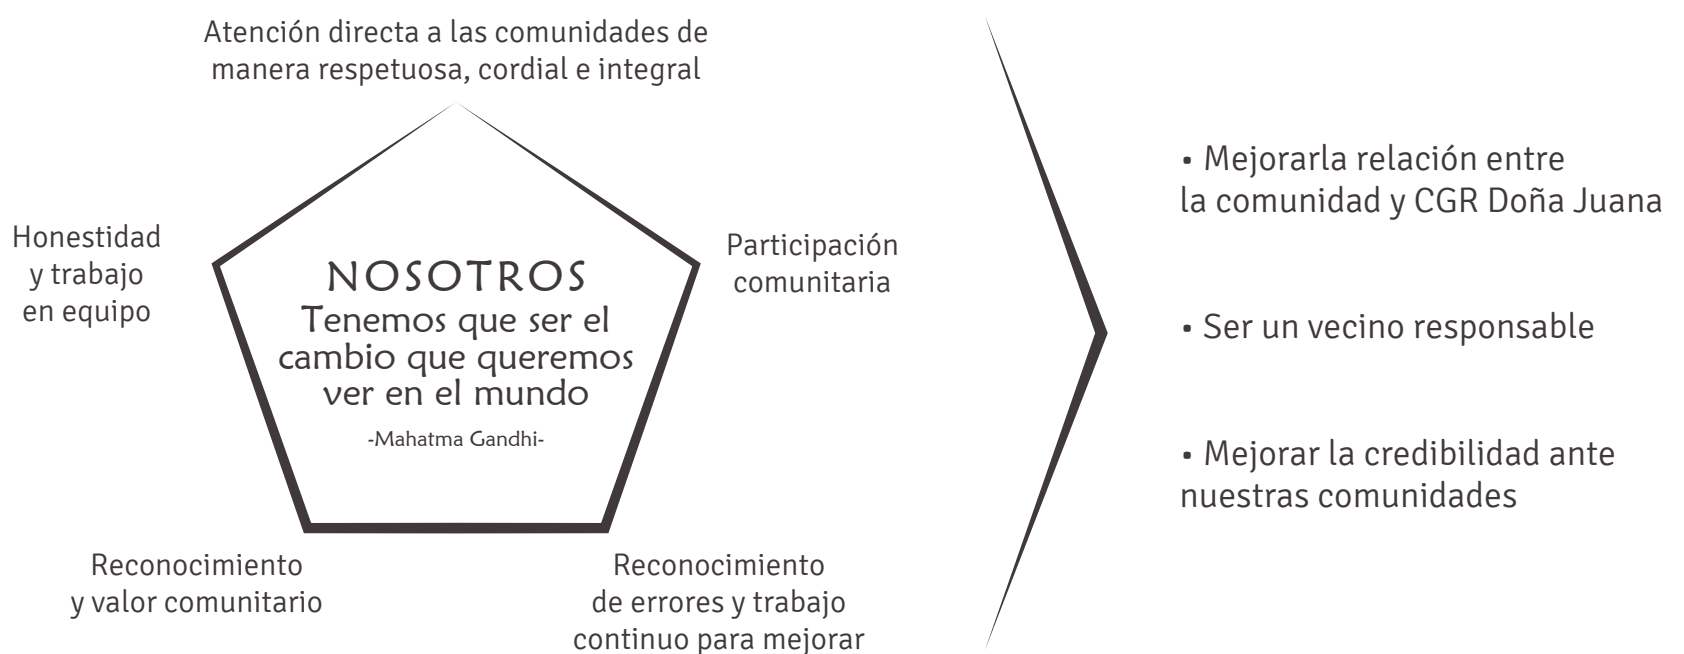 Atención directa a las comunidades de
manera respetuosa, cordial e integral
Honestidad
y trabajo
en equipo
NOSOTROS
Tenemos que ser el
cambio que queremos
ver en el mundo
-Mahatma Gandhi-
Participación
comunitaria
Reconocimiento
y valor comunitario
Reconocimiento
de errores y trabajo
continuo para mejorar
• Mejorarla relación entre
la comunidad y CGR Doña Juana
• Ser un vecino responsable
• Mejorar la credibilidad ante
nuestras comunidades